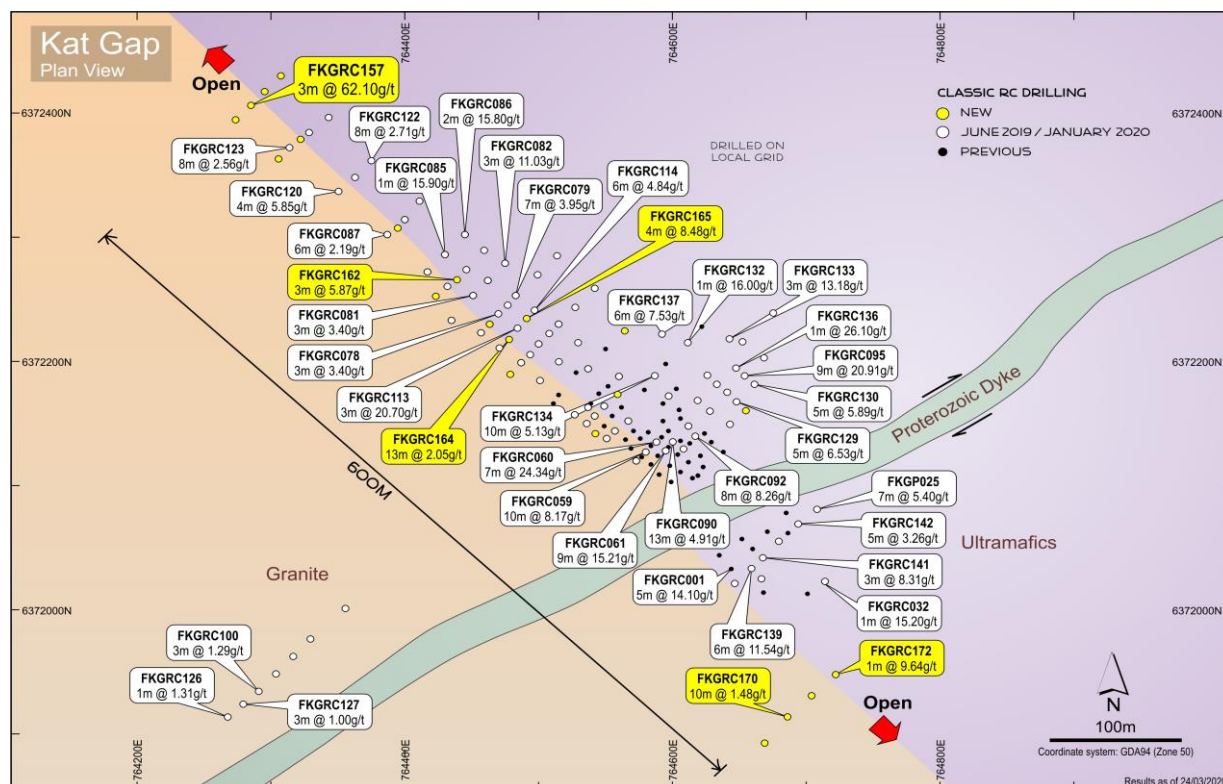 Kat Gap
Plan View
764400E
764600E
764800E
Open
FKGRC157
3m @ 62.10g/t
FKGRC086
2m @ 15.80g/t
FKGRC122
8m @ 2.71g/t
FKGRC082
3m @ 11.03g/t
CLASSIC RC DRILLING
NEW
JUNE 2019 / JANUARY 2020
PREVIOUS
6372400N
6372400N
DRILLED ON
LOCAL GRID
FKGRC123
8m @ 2.56g/t
FKGRC085
1m @ 15.90g/t
FKGRC114
6m @ 4.84g/t
FKGRC079
7m @ 3.95g/t
FKGRC120
4m @ 5.85g/t
FKGRC165
4m @ 8.48g/t
FKGRC087
6m @ 2.19g/t
FKGRC162
3m @ 5.87g/t
FKGRC132
1m @ 16.00g/t
FKGRC133
3m @ 13.18g/t
FKGRC137
6m @ 7.53g/t
FKGRC081
3m @ 3.40g/t
FKGRC136
1m @ 26.10g/t
FKGRC078
3m @ 3.40g/t
FKGRC095
9m @ 20.91g/t
6372200N
6372200N
FKGRC113
3m @ 20.70g/t
FKGRC130
5m @ 5.89g/t
FKGRC134
10m @ 5.13g/t
FKGRC164
13m @ 2.05g/t
FKGRC129
5m @ 6.53g/t
Proterozoic Dyke
FKGRC060
7m @ 24.34g/t
600M
FKGRC092
8m @ 8.26g/t
FKGP025
7m @ 5.40g/t
FKGRC059
10m @ 8.17g/t
FKGRC090
13m @ 4.91g/t
FKGRC142
5m @ 3.26g/t
FKGRC061
9m @ 15.21g/t
Ultramafics
Granite
FKGRC001
5m @ 14.10g/t
FKGRC141
3m @ 8.31g/t
6372000N
6372000N
FKGRC032
1m @ 15.20g/t
FKGRC139
6m @ 11.54g/t
FKGRC100
3m @ 1.29g/t
FKGRC172
1m @ 9.64g/t
FKGRC126
1m @ 1.31g/t
FKGRC170
10m @ 1.48g/t
FKGRC127
3m @ 1.00g/t
Open
N
100m
Coordinate system: GDA94 (Zone 50)
764200E
764400E
764600E
764800E
Results as of 24/03/2020